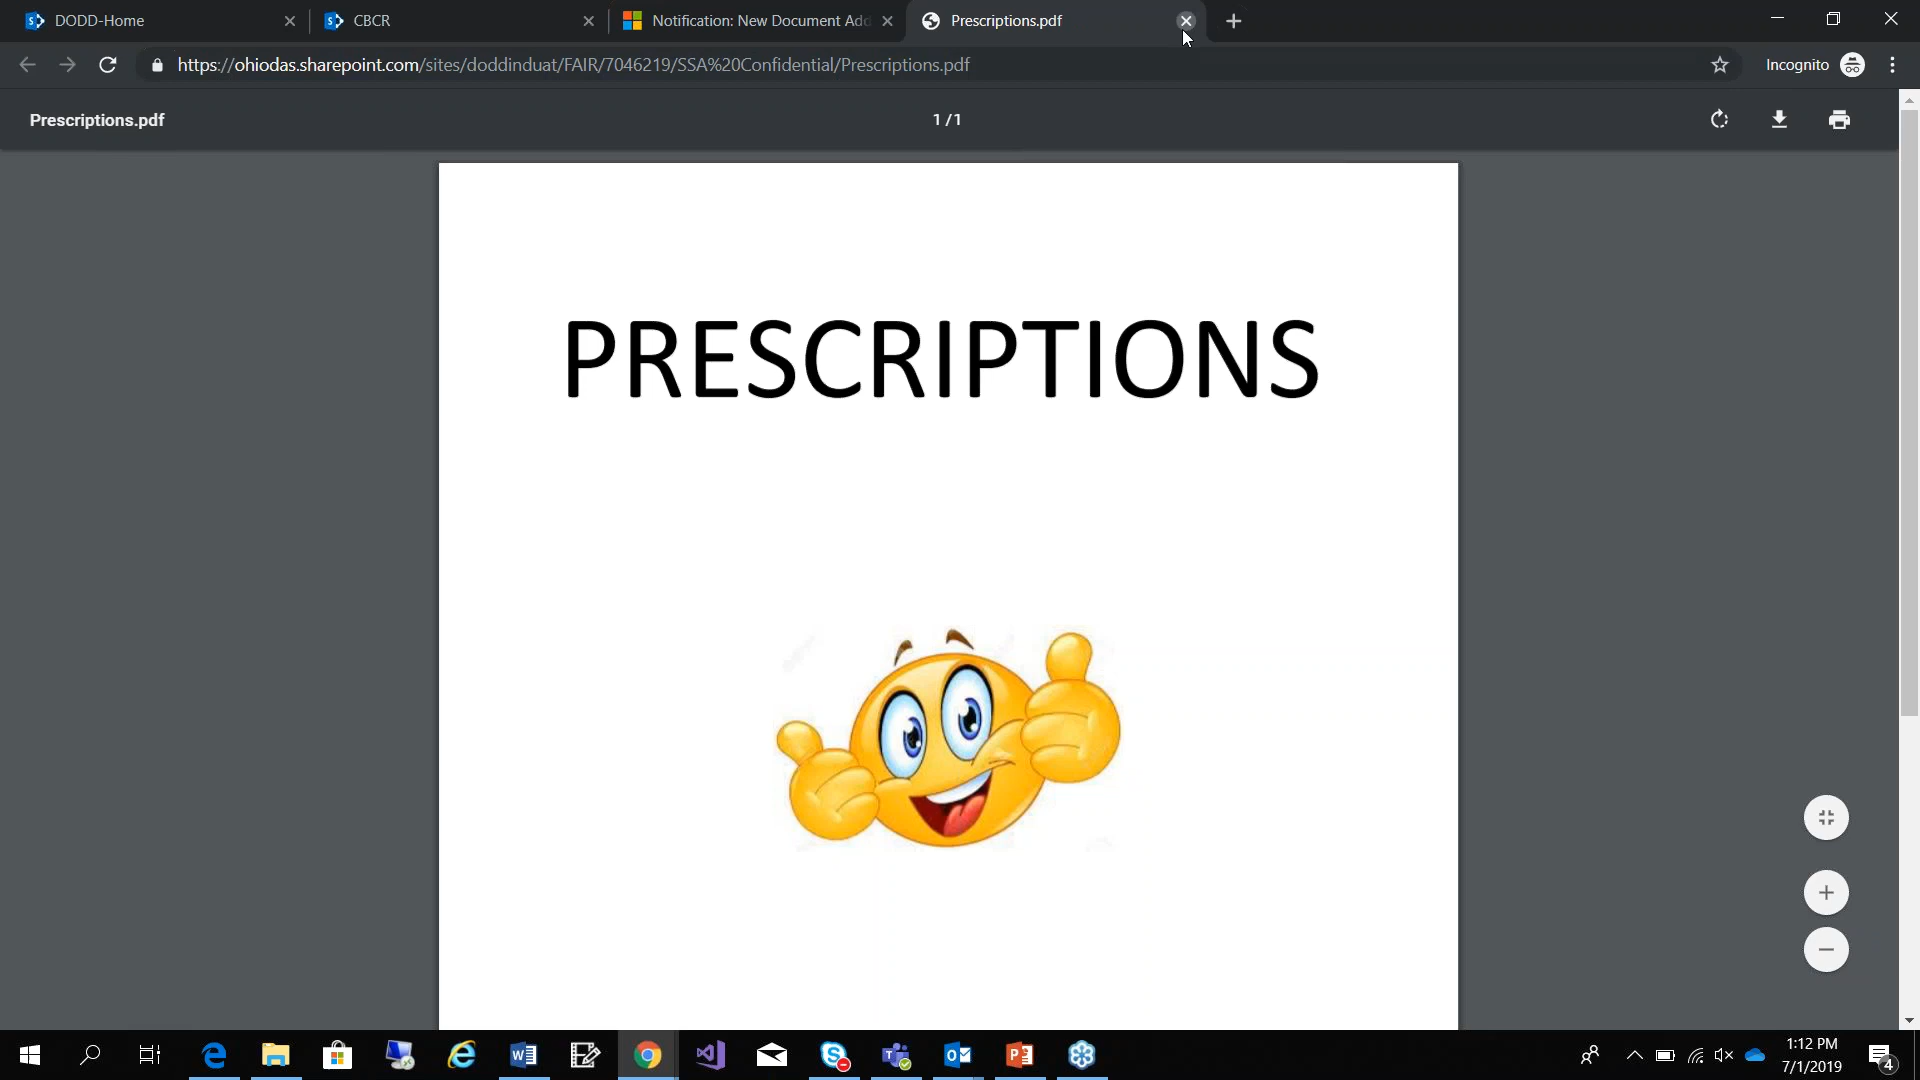 DODD-Home
CBCR
Notification: New Document Add
Prescriptions.pdf
https://ohiodas.sharepoint.com/sites/doddinduat/FAIR/7046219/SSA%20Confidential/Prescriptions.pdf
Incognito
Prescriptions.pdf
1 / 1
PRESCRIPTIONS
1:12 PM
7/1/2019
4